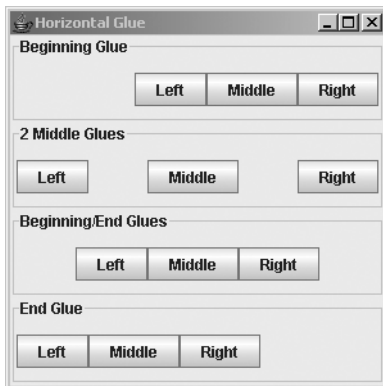 Horizontal Glue
Beginning Glue
Left Middle Right
2 Middle Glues
Left Middle Right
Beginning/End Glues
Left Middle Right
End Glue
Left Middle Right